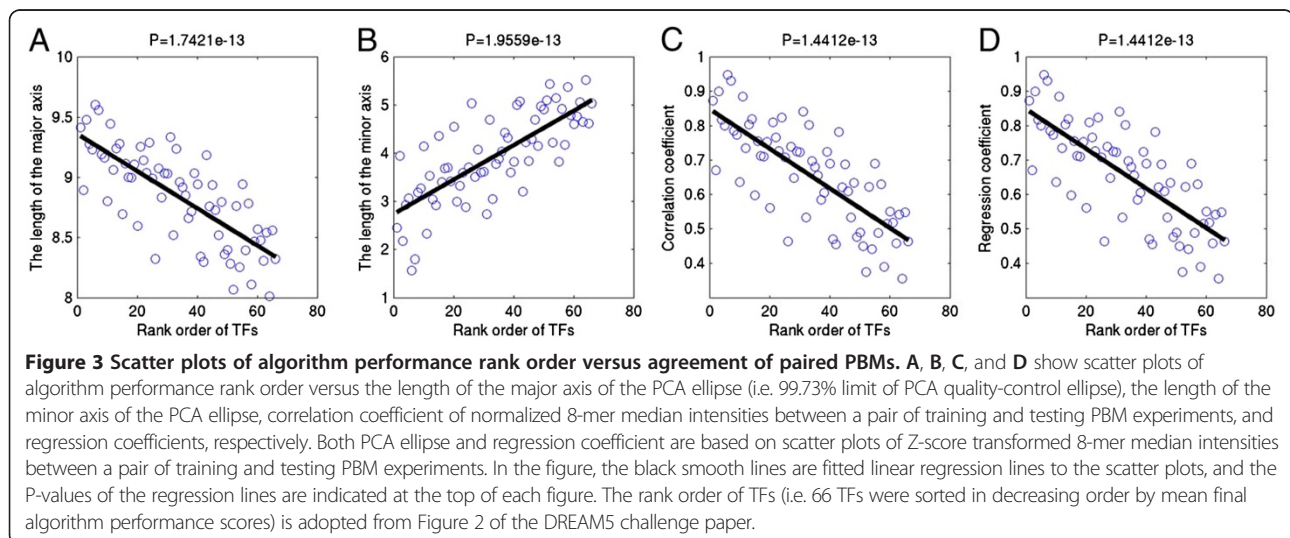 A
P=1.7421e-13
10
9.5
9
8.5
8
The length of the major axis
0
20
40
60
80
Rank order of TFs
B
P=1.9559e-13
6
5
4
3
2
1
The length of the minor axis
0
20
40
60
80
Rank order of TFs
C
P=1.4412e-13
1
0.9
0.8
0.7
0.6
0.5
0.4
Correlation coefficient
0
20
40
60
80
Rank order of TFs
D
P=1.4412e-13
1
0.9
0.8
0.7
0.6
0.5
0.4
Regression coefficient
0
20
40
60
80
Rank order of TFs
Figure 3 Scatter plots of algorithm performance rank order versus agreement of paired PBMs. A, B, C, and D show scatter plots of
algorithm performance rank order versus the length of the major axis of the PCA ellipse (i.e. 99.73% limit of PCA quality-control ellipse), the length of the
minor axis of the PCA ellipse, correlation coefficient of normalized 8-mer median intensities between a pair of training and testing PBM experiments, and
regression coefficients, respectively. Both PCA ellipse and regression coefficient are based on scatter plots of Z-score transformed 8-mer median intensities
between a pair of training and testing PBM experiments. In the figure, the black smooth lines are fitted linear regression lines to the scatter plots, and the
P-values of the regression lines are indicated at the top of each figure. The rank order of TFs (i.e. 66 TFs were sorted in decreasing order by mean final
algorithm performance scores) is adopted from Figure 2 of the DREAM5 challenge paper.